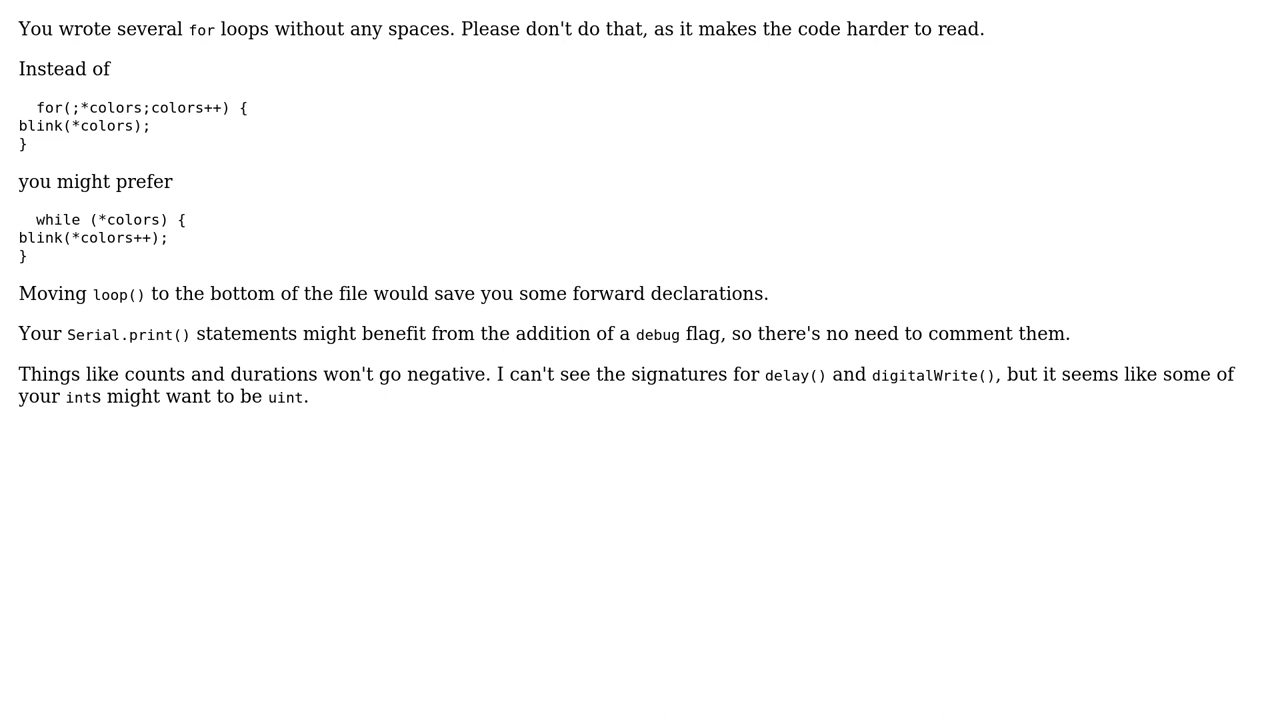 You wrote several for loops without any spaces. Please don't do that, as it makes the code harder to read.
Instead of
  for(;*colors;colors++) {
blink(*colors);
}
you might prefer
  while (*colors) {
blink(*colors++);
}
Moving loop() to the bottom of the file would save you some forward declarations.
Your Serial.print() statements might benefit from the addition of a debug flag, so there's no need to comment them.
Things like counts and durations won't go negative. I can't see the signatures for delay() and digitalWrite(), but it seems like some of
your ints might want to be uint.